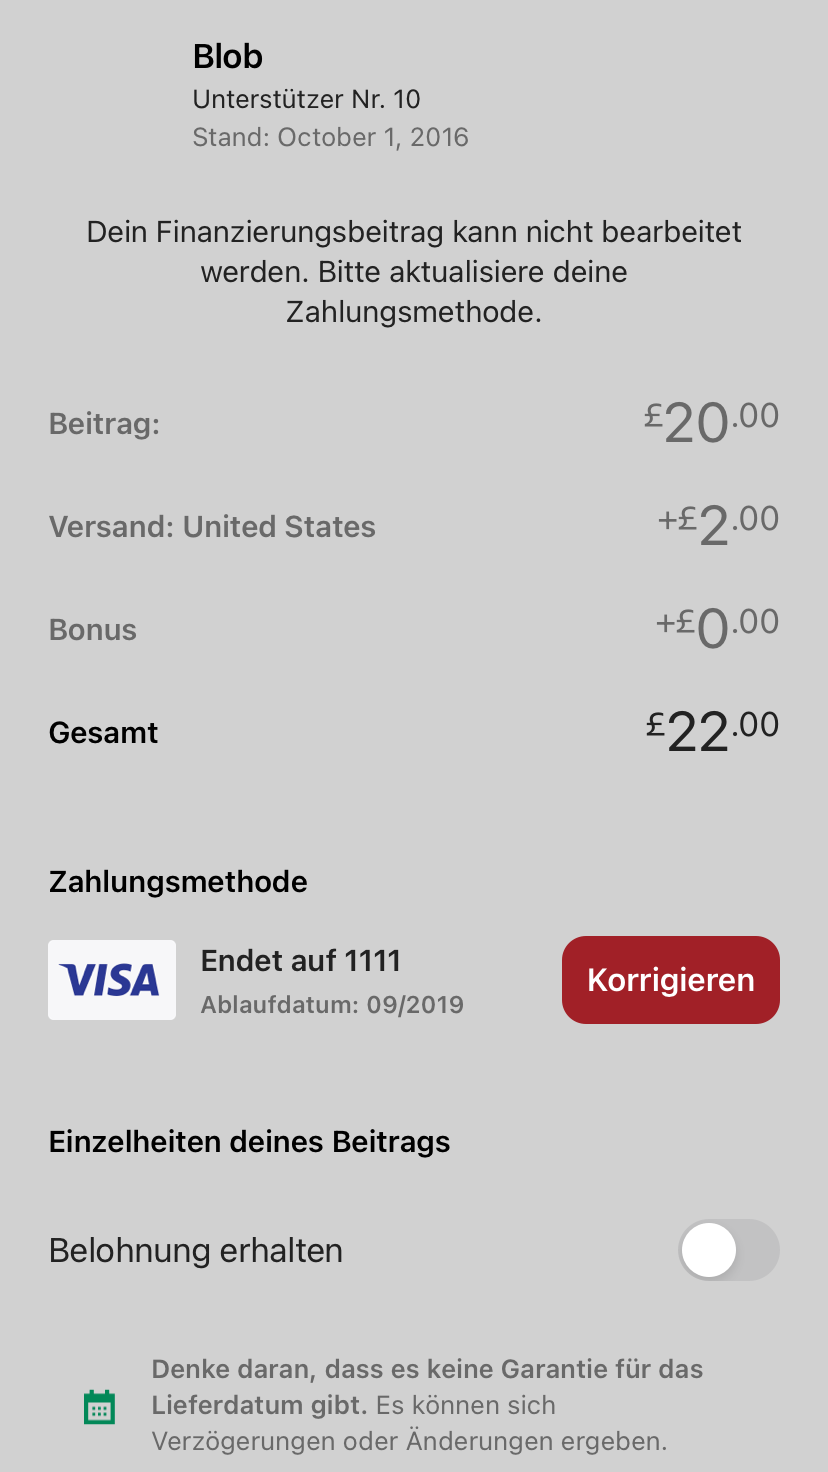 Blob
Unterstützer Nr. 10
Stand: October 1, 2016
Dein Finanzierungsbeitrag kann nicht bearbeitet
werden. Bitte aktualisiere deine
Zahlungsmethode.
Beitrag: £20.00
Versand: United States +£2.00
Bonus +£0.00
Gesamt £22.00
Zahlungsmethode
VISA
Endet auf 1111
Ablaufdatum: 09/2019
Korrigieren
Einzelheiten deines Beitrags
Belohnung erhalten
Denke daran, dass es keine Garantie für das
Lieferdatum gibt. Es können sich
Verzögerungen oder Änderungen ergeben.